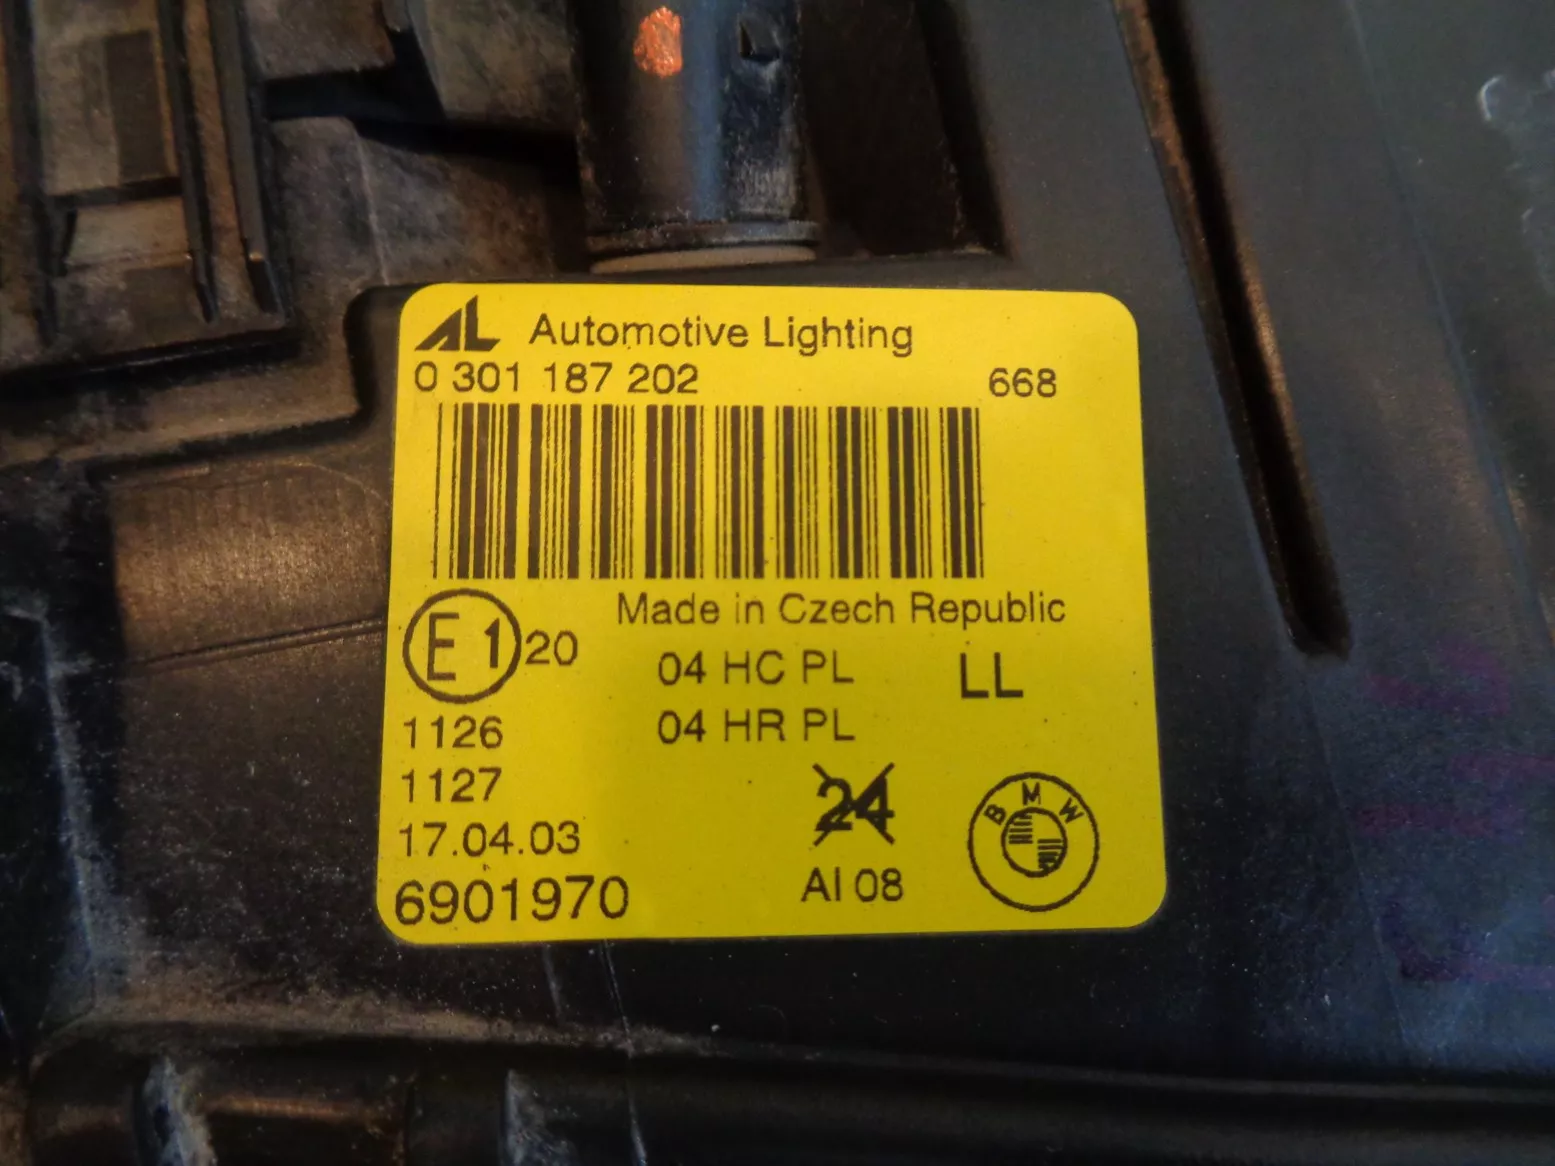 AL Automotive Lighting
0 301 187 202 668
Made in Czech Republic
E1 20
04 HC PL LL
1126 04 HR PL
1127
24
17.04.03
BMW
AI 08
6901970